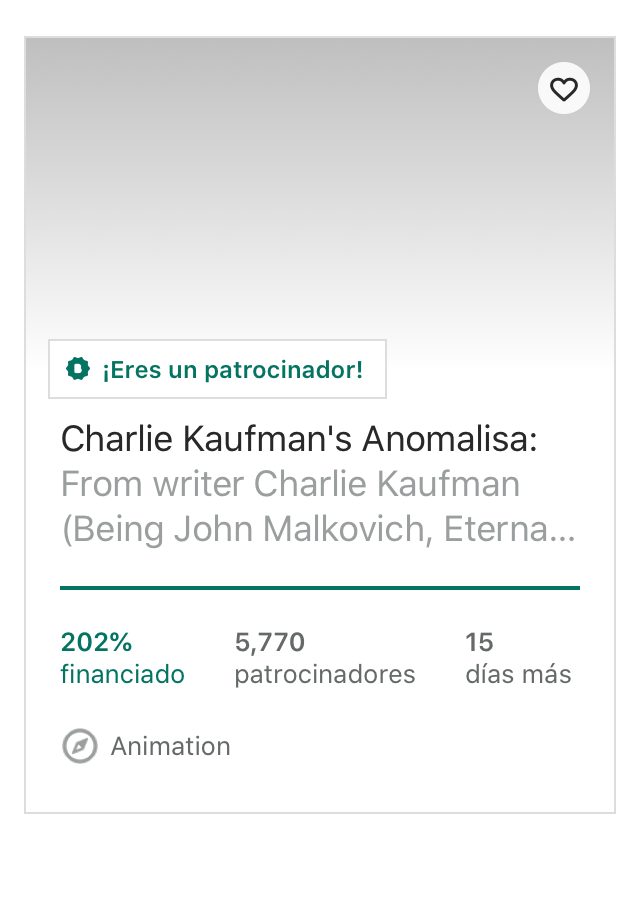 ¡Eres un patrocinador!
Charlie Kaufman's Anomalisa:
From writer Charlie Kaufman
(Being John Malkovich, Eterna...
202% 5,770 15
financiado patrocinadores días más
Animation